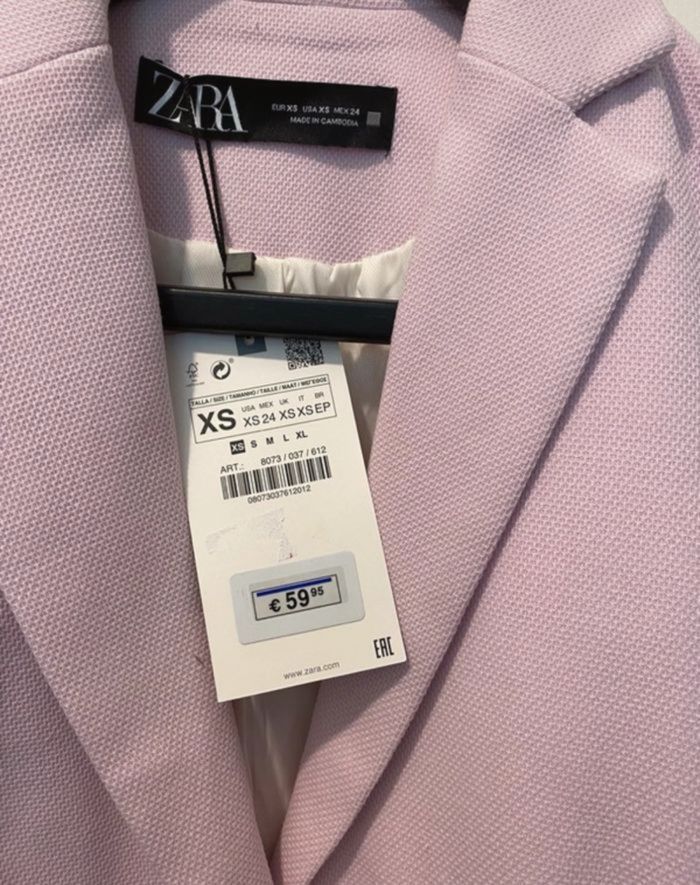 ZARA
EUR XS USA XS MEX 24
MADE IN CAMBODIA
TALLA / SIZE / TAMANHO / TAILLE / MAAT / ΜΕΓΕΘΟΣ
XS
USA MEX UK IT BR
XS 24 XS XS EP
XS S M L XL
ART.: 8073 / 037 / 612
08073037612012
€ 59 95
EAC
www.zara.com